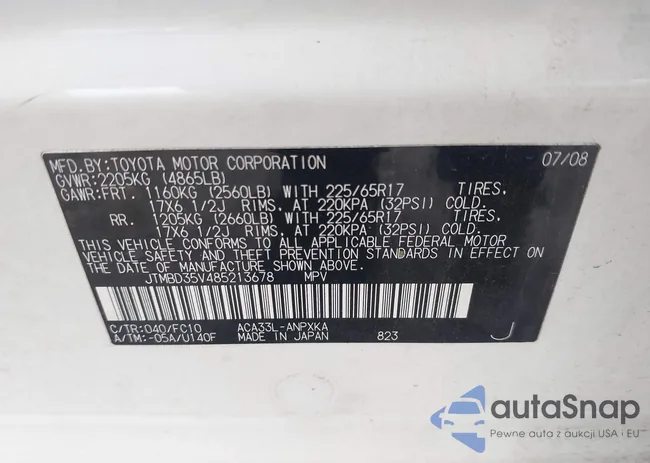 MFD.BY:TOYOTA MOTOR CORPORATION 07/08
GVWR:2205KG (4865LB)
GAWR:FRT. 1160KG (2560LB) WITH 225/65R17 TIRES,
17X6 1/2J RIMS, AT 220KPA (32PSI) COLD.
RR. 1205KG (2660LB) WITH 225/65R17 TIRES,
17X6 1/2J RIMS, AT 220KPA (32PSI) COLD.
THIS VEHICLE CONFORMS TO ALL APPLICABLE FEDERAL MOTOR
VEHICLE SAFETY AND THEFT PREVENTION STANDARDS IN EFFECT ON
THE DATE OF MANUFACTURE SHOWN ABOVE.
JTMBD35V485213678 MPV
C/TR:040/FC10 ACA33L-ANPXKA
A/TM:-05A/U140F MADE IN JAPAN 823 J
autoSnap
Pewne auta z aukcji USA i EU